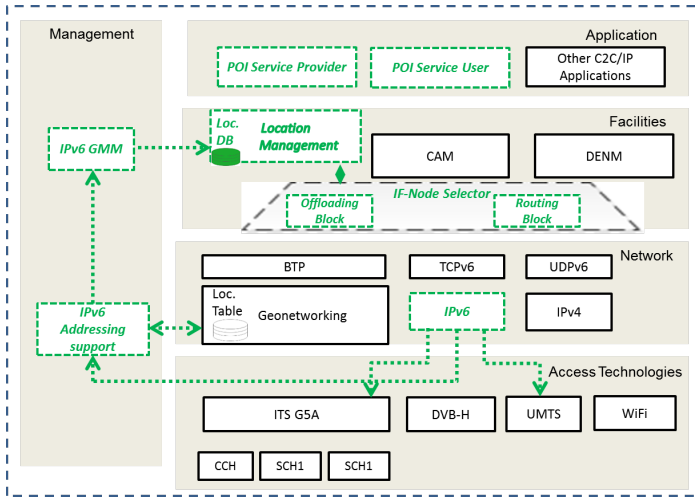 Management
Application
POI Service Provider
POI Service User
Other C2C/IP
Applications
Facilities
Loc.
DB
Location
Management
IPv6 GMM
CAM
DENM
IF-Node Selector
Offloading
Block
Routing
Block
Network
BTP
TCPv6
UDPv6
Loc.
Table
Geonetworking
IPv6
IPv4
IPv6
Addressing
support
Access Technologies
ITS G5A
DVB-H
UMTS
WiFi
CCH
SCH1
SCH1